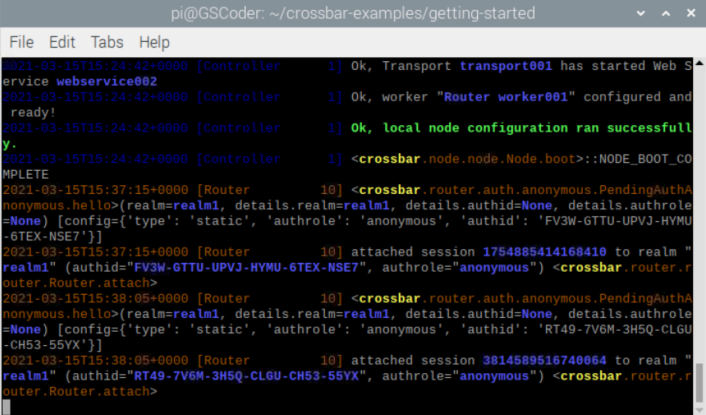 pi@GSCoder: ~/crossbar-examples/getting-started
File Edit Tabs Help
2021-03-15T15:24:42+0000 [Controller 1] Ok, Transport transport001 has started Web S
ervice webservice002
2021-03-15T15:24:42+0000 [Controller 1] Ok, worker "Router worker001" configured and
ready!
2021-03-15T15:24:42+0000 [Controller 1] Ok, local node configuration ran successfull
y.
2021-03-15T15:24:42+0000 [Controller 1] <crossbar.node.node.Node.boot>::NODE_BOOT_CO
MPLETE
2021-03-15T15:37:15+0000 [Router 10] <crossbar.router.auth.anonymous.PendingAuthA
nonymous.hello>(realm=realm1, details.realm=realm1, details.authid=None, details.authrole
=None) [config={'type': 'static', 'authrole': 'anonymous', 'authid': 'FV3W-GTTU-UPVJ-HYMU
-6TEX-NSE7'}]
2021-03-15T15:37:15+0000 [Router 10] attached session 1754885414168410 to realm "
realm1" (authid="FV3W-GTTU-UPVJ-HYMU-6TEX-NSE7", authrole="anonymous") <crossbar.router.r
outer.Router.attach>
2021-03-15T15:38:05+0000 [Router 10] <crossbar.router.auth.anonymous.PendingAuthA
nonymous.hello>(realm=realm1, details.realm=realm1, details.authid=None, details.authrole
=None) [config={'type': 'static', 'authrole': 'anonymous', 'authid': 'RT49-7V6M-3H5Q-CLGU
-CH53-55YX'}]
2021-03-15T15:38:05+0000 [Router 10] attached session 3814589516740064 to realm "
realm1" (authid="RT49-7V6M-3H5Q-CLGU-CH53-55YX", authrole="anonymous") <crossbar.router.r
outer.Router.attach>